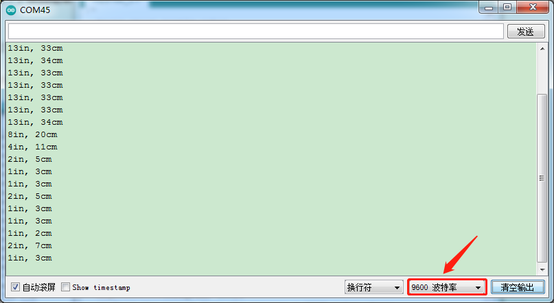 COM45
发送
13in, 33cm
13in, 34cm
13in, 33cm
13in, 33cm
13in, 33cm
13in, 33cm
13in, 34cm
8in, 20cm
4in, 11cm
2in, 5cm
1in, 3cm
1in, 3cm
2in, 5cm
1in, 3cm
1in, 3cm
1in, 2cm
2in, 7cm
1in, 3cm
自动滚屏 Show timestamp 换行符 9600 波特率 清空输出